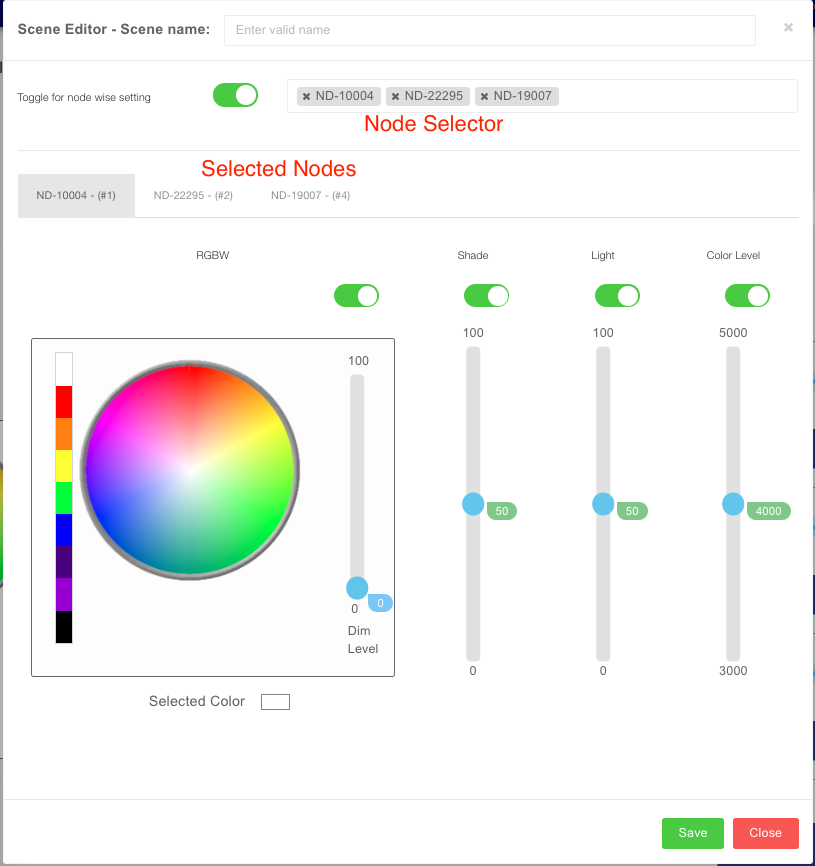 Scene Editor - Scene name: Enter valid name ×
Toggle for node wise setting × ND-10004 × ND-22295 × ND-19007
Node Selector
Selected Nodes
ND-10004 - (#1) ND-22295 - (#2) ND-19007 - (#4)
RGBW Shade Light Color Level
100 100 5000
100
50 50 4000
0
0
Dim
Level
0 0 3000
Selected Color
Save Close